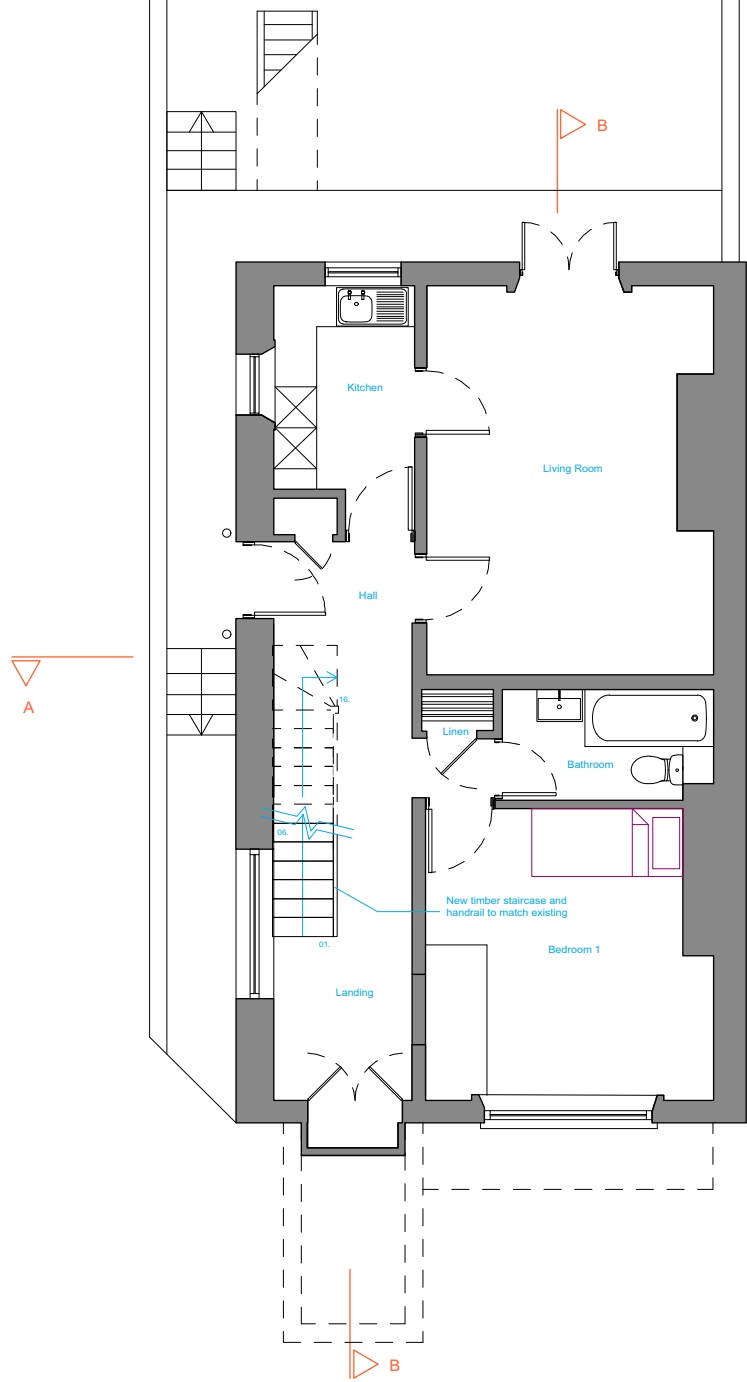 B
Kitchen
Living Room
Hall
A
16.
Linen
Bathroom
06.
New timber staircase and
handrail to match existing
01.
Bedroom 1
Landing
B